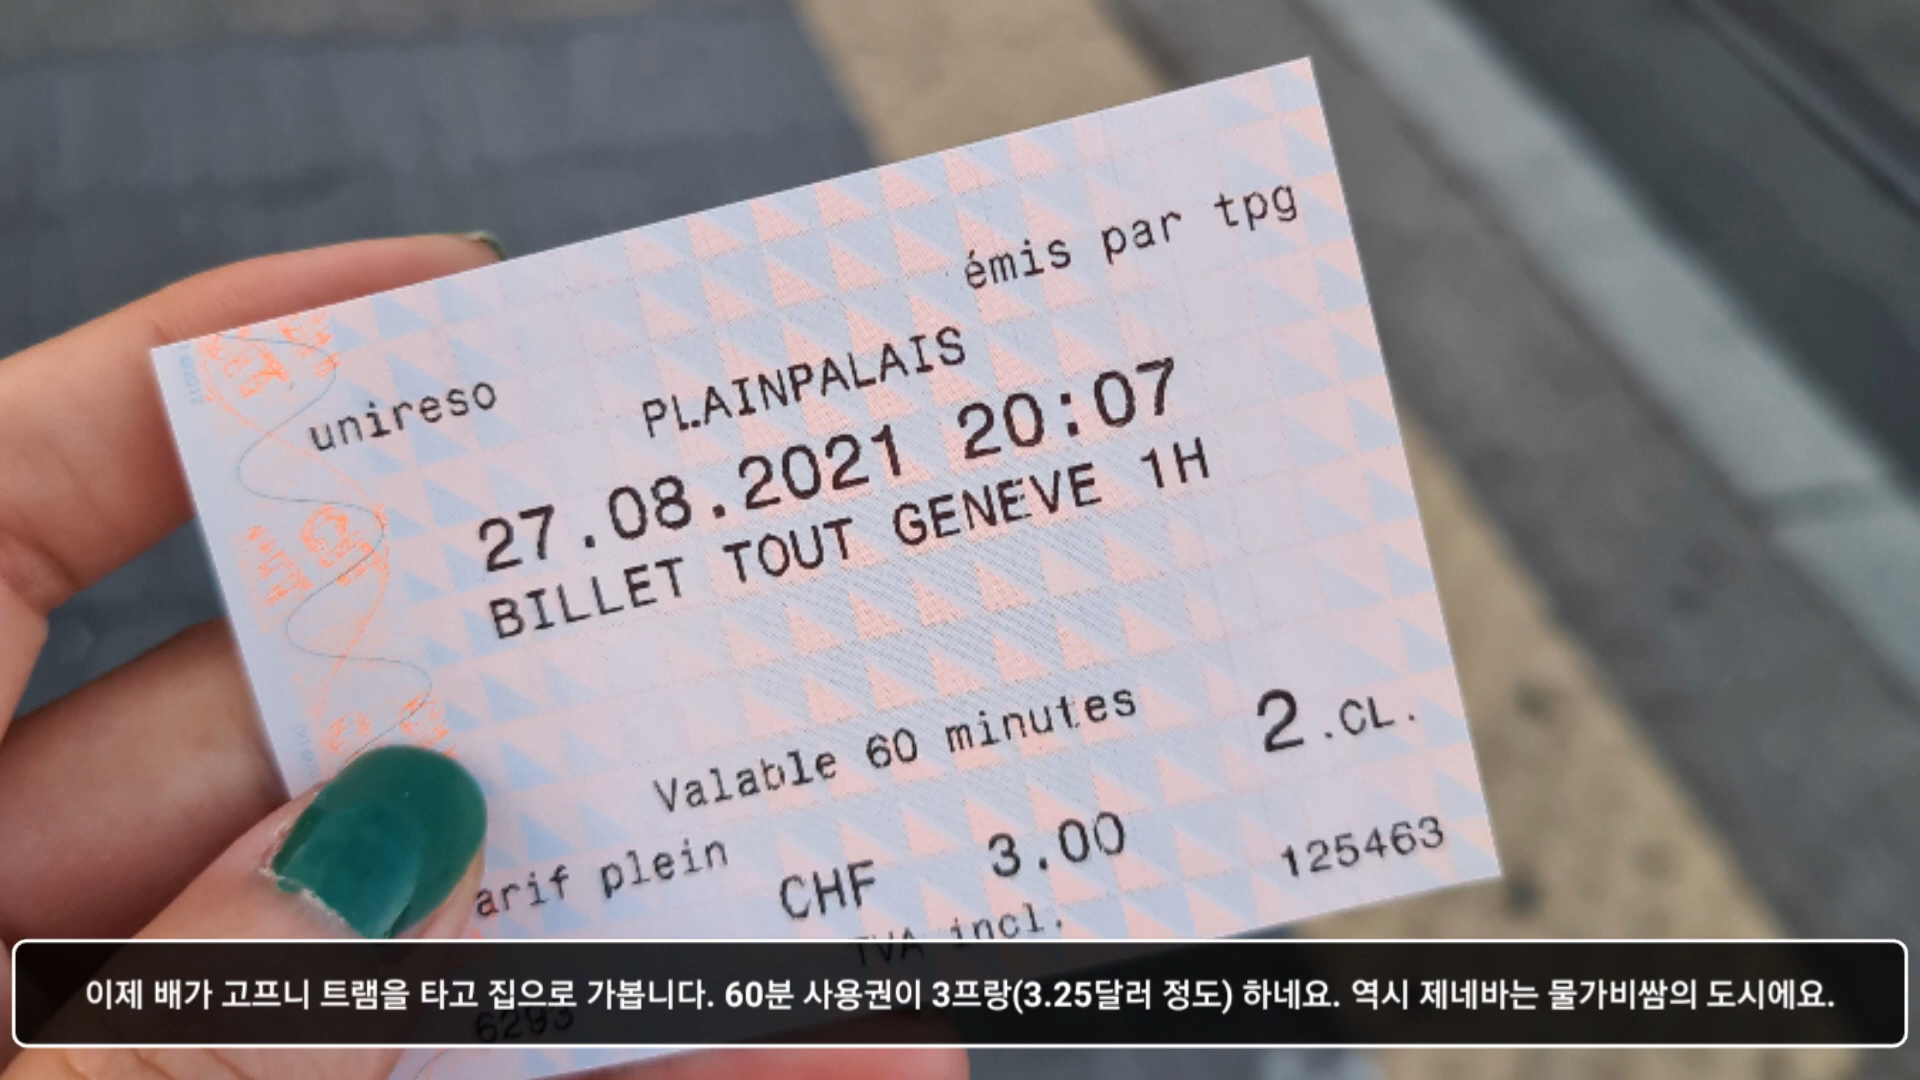 émis par tpg
unireso PLAINPALAIS
27.08.2021 20:07
BILLET TOUT GENEVE 1H
Valable 60 minutes 2.CL.
arif plein CHF 3.00 125463
TVA incl.
이제 배가 고프니 트램을 타고 집으로 가봅니다. 60분 사용권이 3프랑(3.25달러 정도) 하네요. 역시 제네바는 물가비쌈의 도시에요.
6293